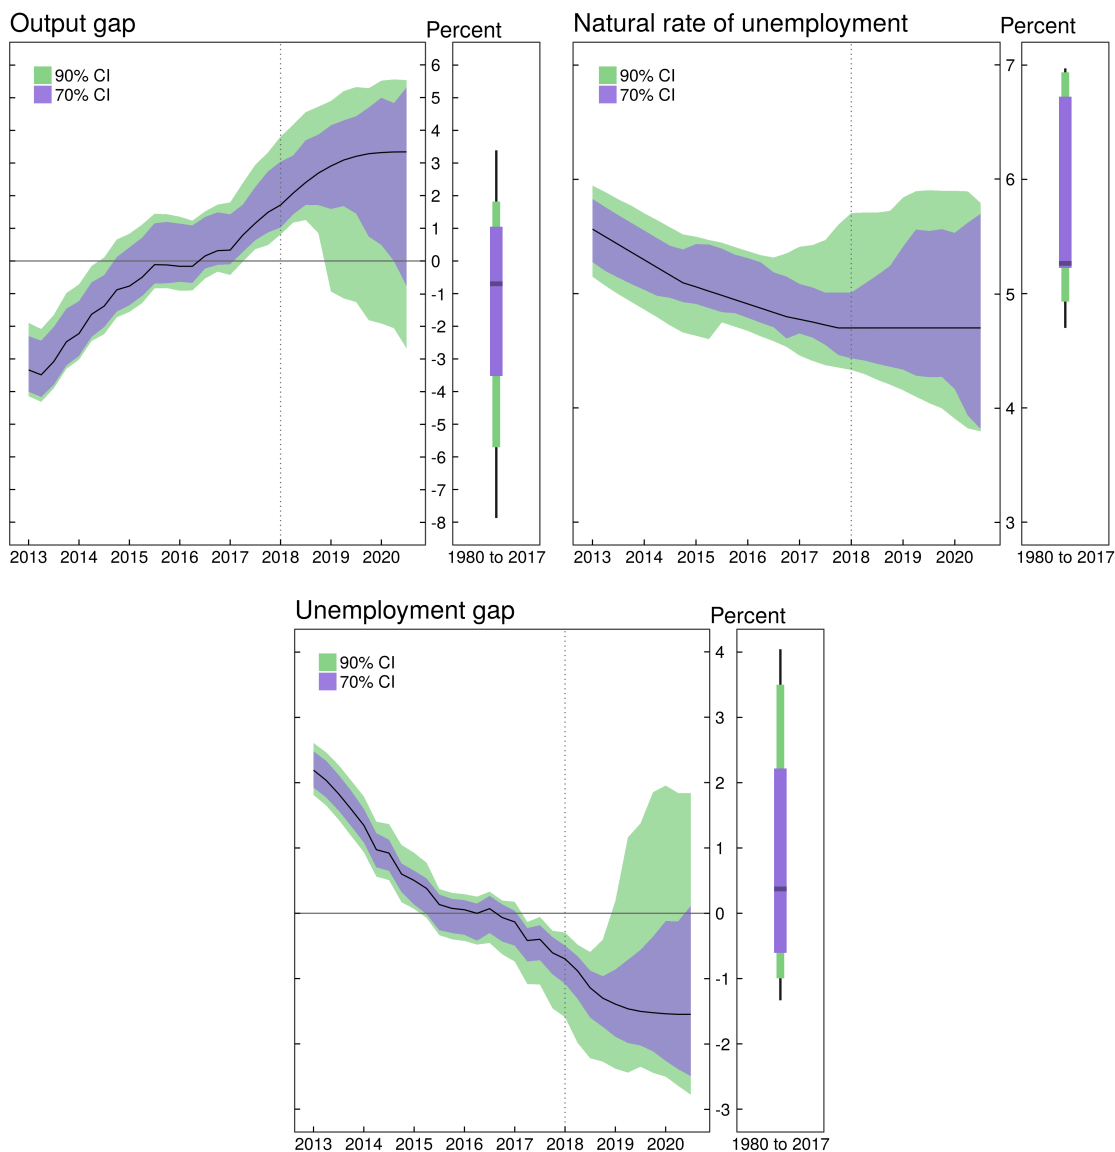 Output gap
Percent
90% CI
70% CI
6
5
4
3
2
1
0
-1
-2
-3
-4
-5
-6
-7
-8
2013 2014 2015 2016 2017 2018 2019 2020
1980 to 2017
Natural rate of unemployment
Percent
90% CI
70% CI
7
6
5
4
3
2013 2014 2015 2016 2017 2018 2019 2020
1980 to 2017
Unemployment gap
Percent
90% CI
70% CI
4
3
2
1
0
-1
-2
-3
2013 2014 2015 2016 2017 2018 2019 2020
1980 to 2017